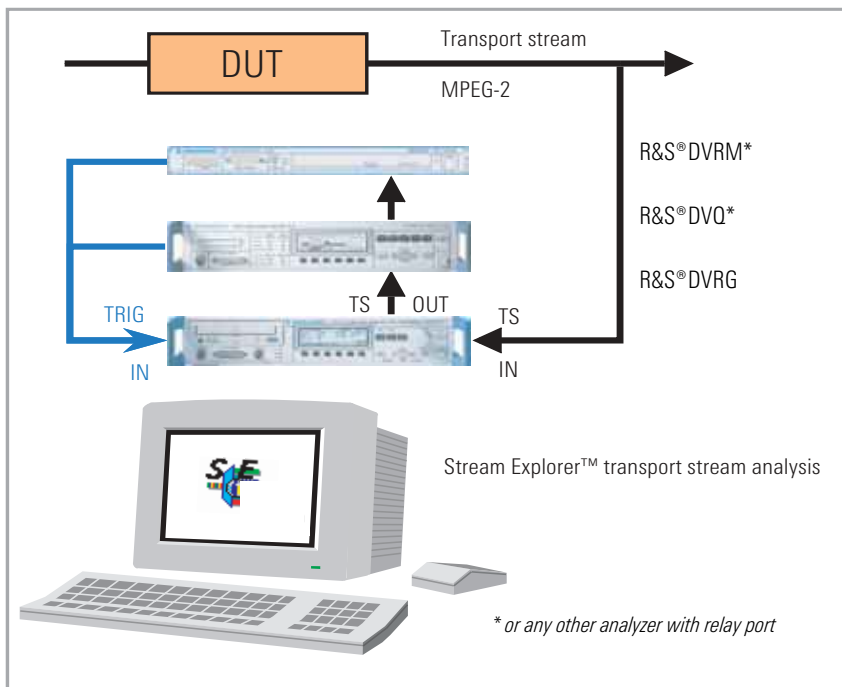 DUT
Transport stream
MPEG-2
R&S®DVRM*
R&S®DVQ*
R&S®DVRG
TS OUT
TRIG
IN
TS
IN
SE
Stream Explorer™ transport stream analysis
* or any other analyzer with relay port